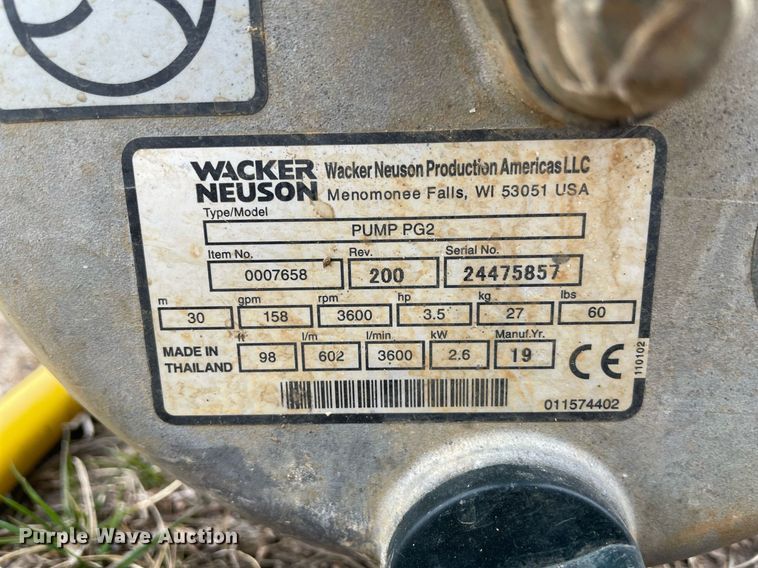 WACKER NEUSON
Wacker Neuson Production Americas LLC
Menomonee Falls, WI 53051 USA
Type/Model
PUMP PG2
Item No. Rev. Serial No.
0007658 200 24475857
m gpm rpm hp kg lbs
30 158 3600 3.5 27 60
ft l/m l/min. kW Manuf.Yr.
MADE IN THAILAND
98 602 3600 2.6 19
CE
110102
011574402
Purple Wave Auction